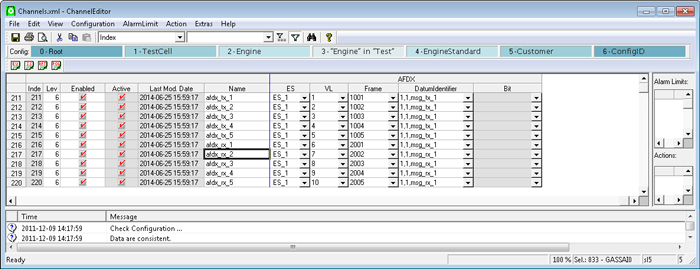 Channels.xml - ChannelEditor
File Edit View Configuration AlarmLimit Action Extras Help
Index
Config: 0 - Root 1 - TestCell 2 - Engine 3 - "Engine" in "Test" 4 - EngineStandard 5 - Customer 6 - ConfigID
AFDX
Inde Lev Enabled Active Last Mod. Date Name ES VL Frame DatumIdentifier Bit
211 211 6 2014-06-25 15:59:17 afdx_tx_1 ES_1 1 1001 1,1,msg_tx_1
212 212 6 2014-06-25 15:59:17 afdx_tx_2 ES_1 2 1002 1,1,msg_tx_1
213 213 6 2014-06-25 15:59:17 afdx_tx_3 ES_1 3 1003 1,1,msg_tx_1
214 214 6 2014-06-25 15:59:17 afdx_tx_4 ES_1 4 1004 1,1,msg_tx_1
215 215 6 2014-06-25 15:59:17 afdx_tx_5 ES_1 5 1005 1,1,msg_tx_1
216 216 6 2014-06-25 15:59:17 afdx_rx_1 ES_1 6 2001 1,1,msg_rx_1
217 217 6 2014-06-25 15:59:17 afdx_rx_2 ES_1 7 2002 1,1,msg_rx_1
218 218 6 2014-06-25 15:59:17 afdx_rx_3 ES_1 8 2003 1,1,msg_rx_1
219 219 6 2014-06-25 15:59:17 afdx_rx_4 ES_1 9 2004 1,1,msg_rx_1
220 220 6 2014-06-25 15:59:17 afdx_rx_5 ES_1 10 2005 1,1,msg_rx_1
Alarm Limits:
Actions:
Time Message
2011-12-09 14:17:59 Check Configuration ...
2011-12-09 14:17:59 Data are consistent.
Ready 100 % Sel.: 833 - GASSAI0 sl5 5